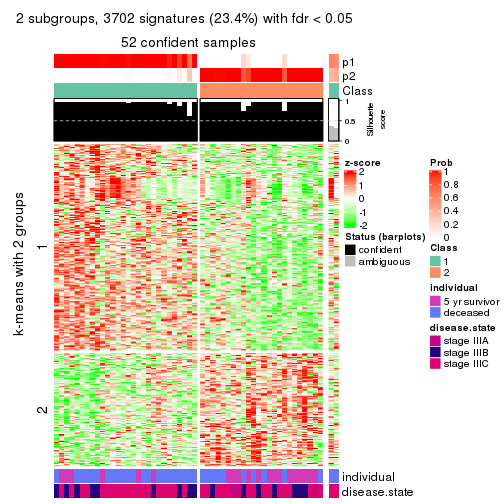 2 subgroups, 3702 signatures (23.4%) with fdr < 0.05
52 confident samples
p1
p2
Class
1
0.5
0
Silhouette
score
k-means with 2 groups
1
2
individual
disease.state
z-score
2
1
0
-1
-2
Status (barplots)
confident
ambiguous
Prob
1
0.8
0.6
0.4
0.2
0
Class
1
2
individual
5 yr survivor
deceased
disease.state
stage IIIA
stage IIIB
stage IIIC